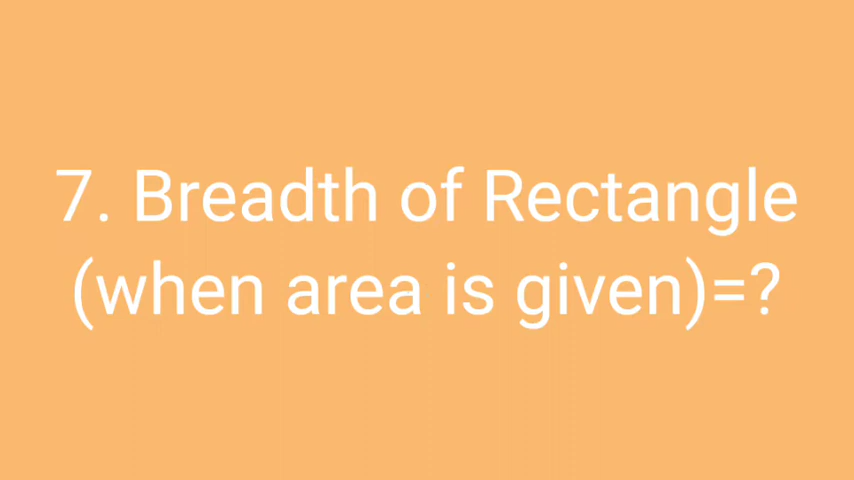 7. Breadth of Rectangle
(when area is given)=?